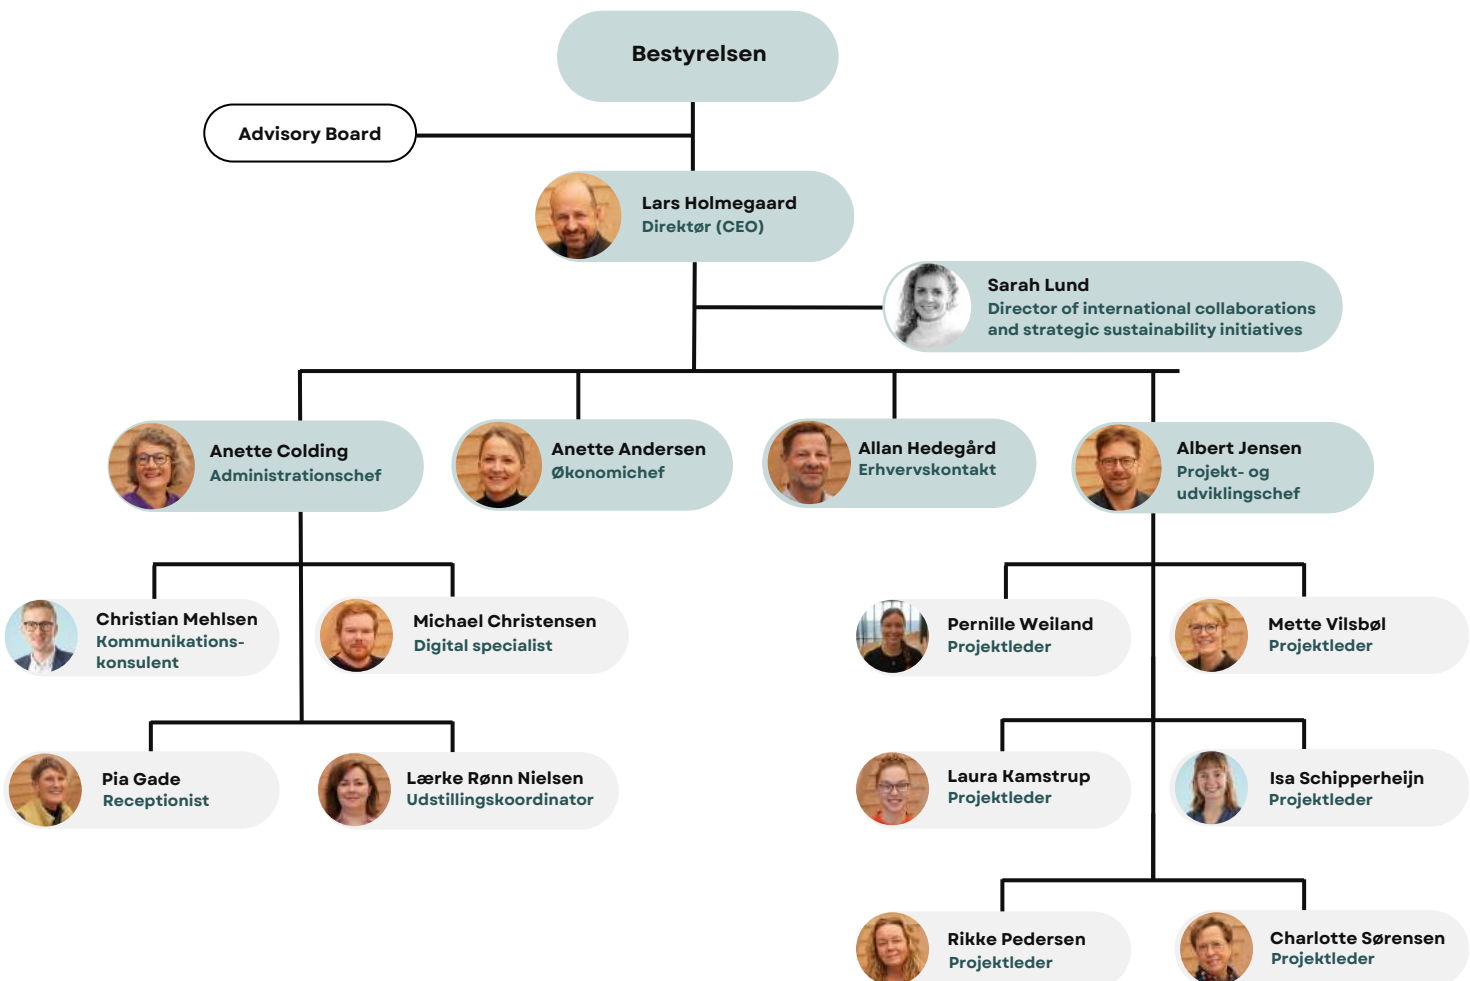 Bestyrelsen
Advisory Board
Lars Holmegaard
Direktør (CEO)
Sarah Lund
Director of international collaborations
and strategic sustainability initiatives
Anette Colding
Administrationschef
Anette Andersen
Økonomichef
Allan Hedegård
Erhvervskontakt
Albert Jensen
Projekt- og
udviklingschef
Christian Mehlsen
Kommunikations-
konsulent
Michael Christensen
Digital specialist
Pernille Weiland
Projektleder
Mette Vilsbøl
Projektleder
Pia Gade
Receptionist
Lærke Rønn Nielsen
Udstillingskoordinator
Laura Kamstrup
Projektleder
Isa Schipperheijn
Projektleder
Rikke Pedersen
Projektleder
Charlotte Sørensen
Projektleder